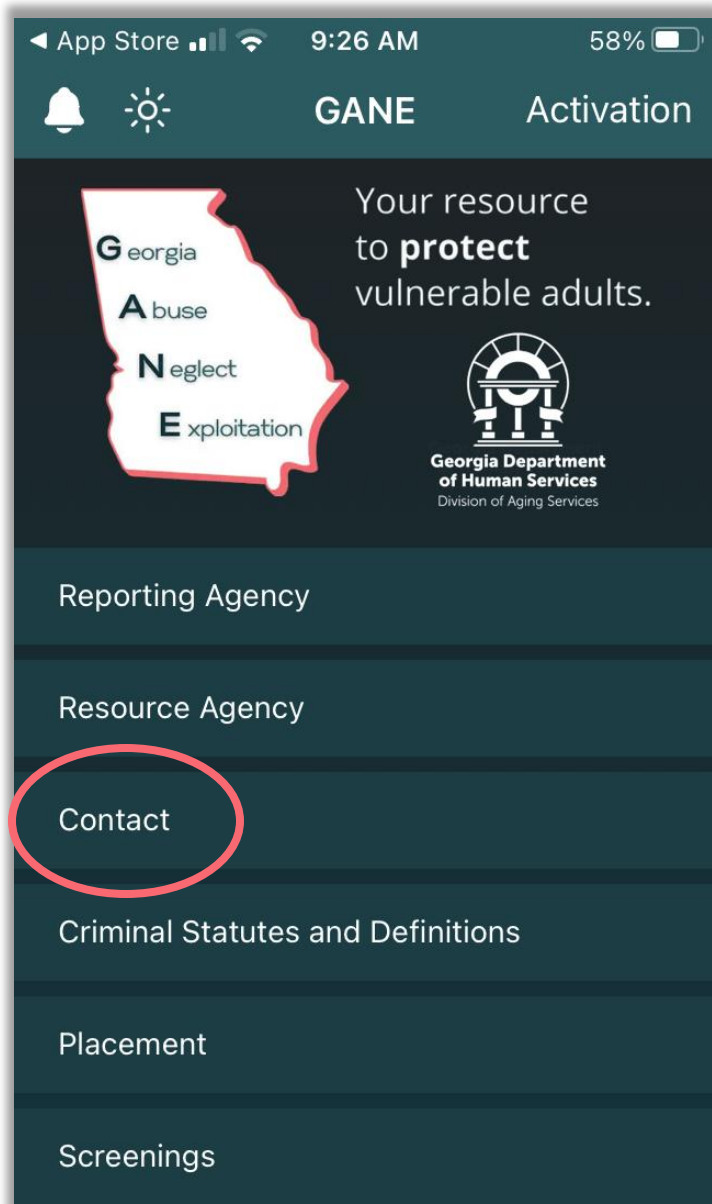 ◀ App Store 9:26 AM 58%
GANE Activation
Georgia
Abuse
Neglect
Exploitation
Your resource
to protect
vulnerable adults.
Georgia Department
of Human Services
Division of Aging Services
Reporting Agency
Resource Agency
Contact
Criminal Statutes and Definitions
Placement
Screenings